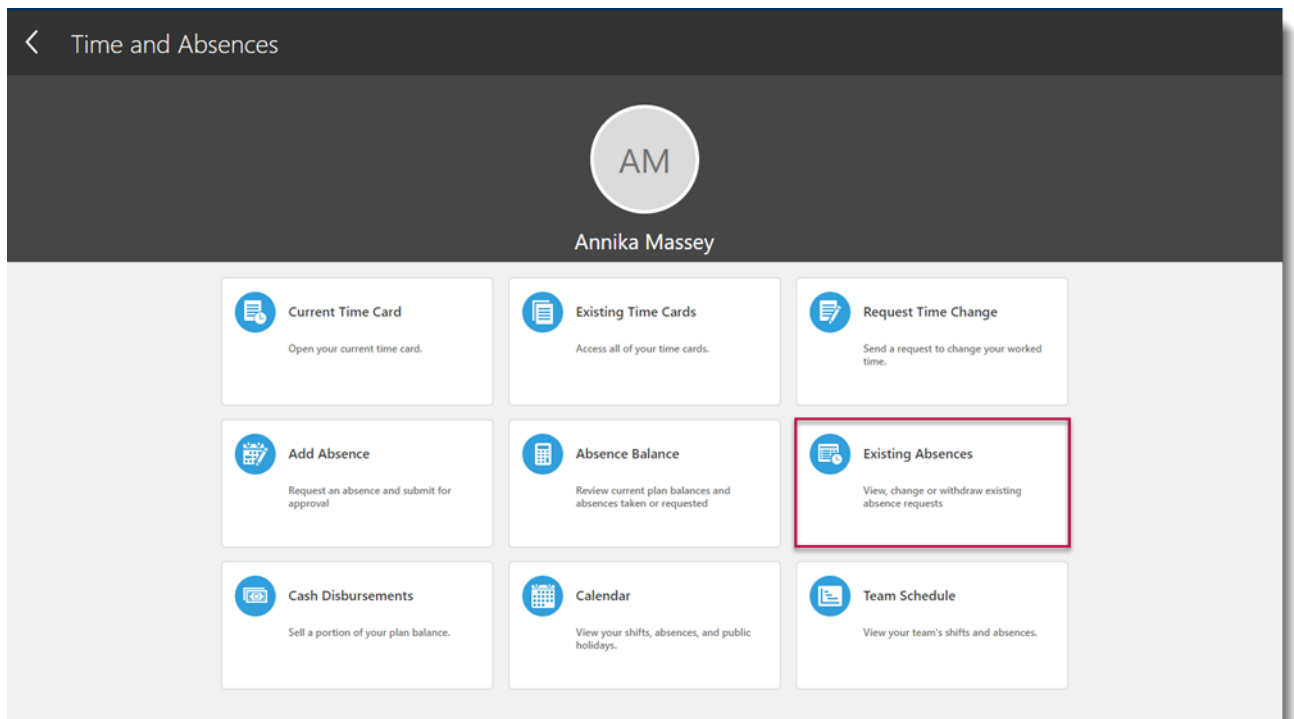 Time and Absences
AM
Annika Massey
Current Time Card
Open your current time card.
Existing Time Cards
Access all of your time cards.
Request Time Change
Send a request to change your worked
time.
Add Absence
Request an absence and submit for
approval
Absence Balance
Review current plan balances and
absences taken or requested
Existing Absences
View, change or withdraw existing
absence requests
Cash Disbursements
Sell a portion of your plan balance.
Calendar
View your shifts, absences, and public
holidays.
Team Schedule
View your team's shifts and absences.